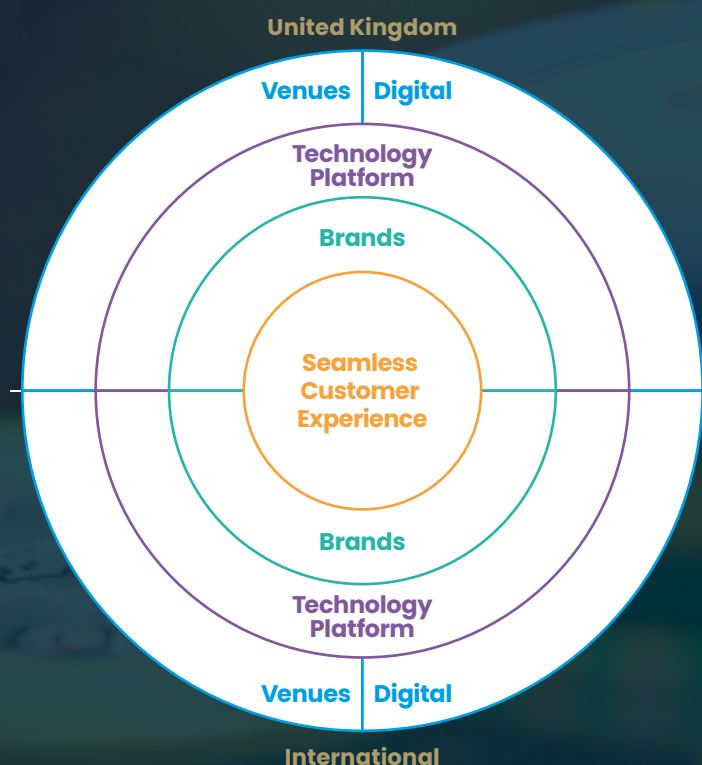 United Kingdom
Venues Digital
Technology
Platform
Brands
Seamless
Customer
Experience
Brands
Technology
Platform
Venues Digital
International